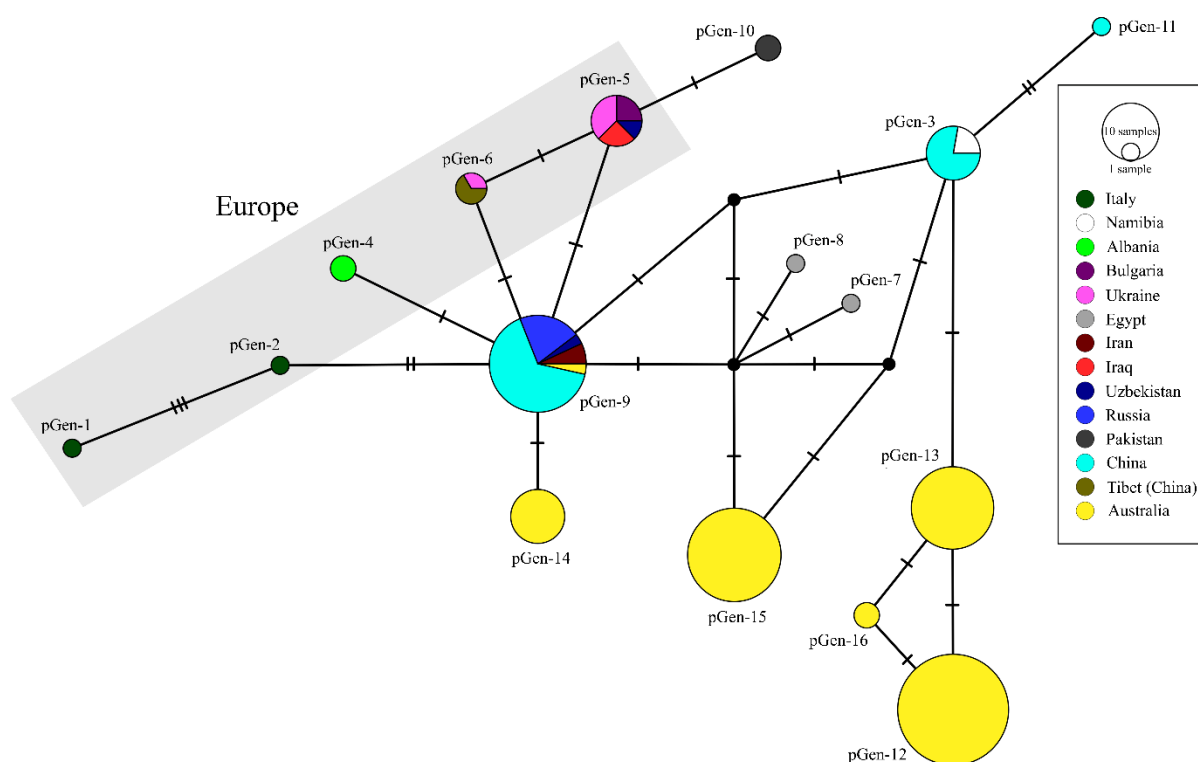 pGen-11
pGen-10
pGen-5
pGen-3
10 samples
1 sample
pGen-6
Europe
Italy
Namibia
Albania
Bulgaria
Ukraine
Egypt
Iran
Iraq
Uzbekistan
Russia
Pakistan
China
Tibet (China)
Australia
pGen-4
pGen-8
pGen-7
pGen-2
pGen-9
pGen-1
pGen-13
pGen-14
pGen-15
pGen-16
pGen-12